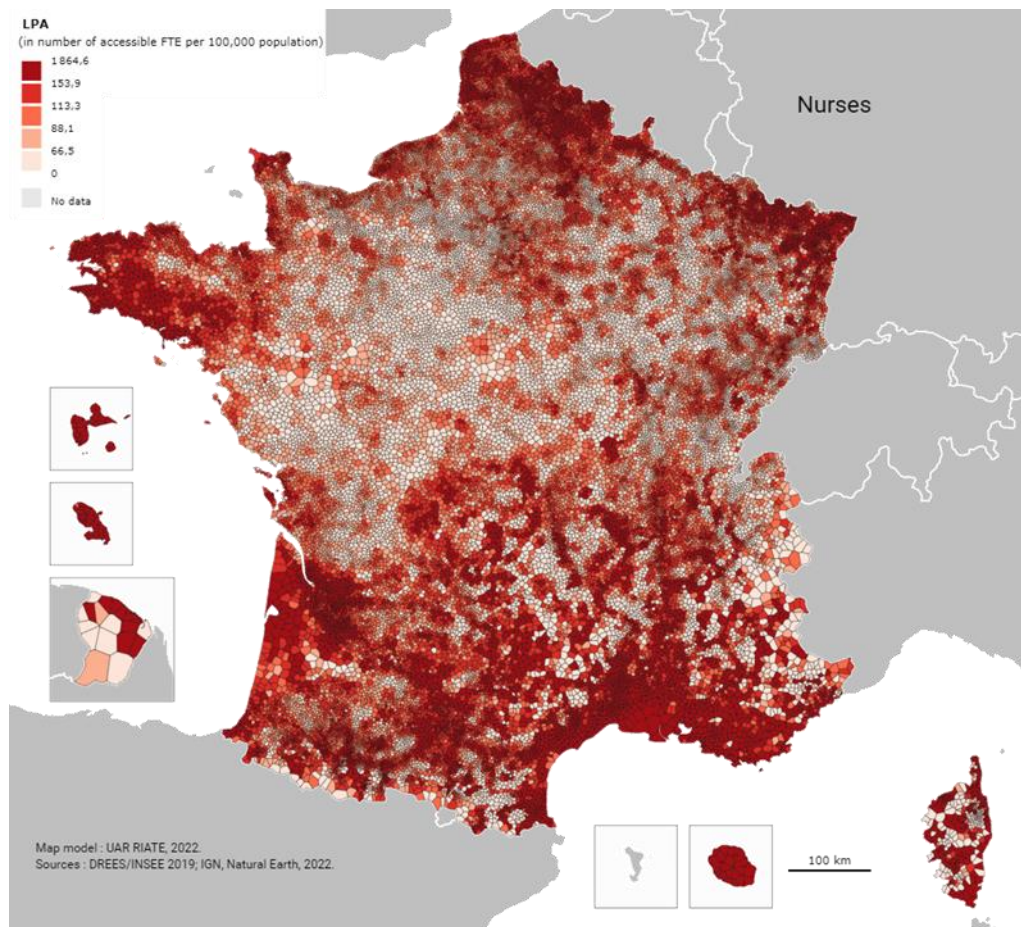 LPA
(in number of accessible FTE per 100,000 population)
1 864,6
153,9
113,3
88,1
66,5
0
No data
Nurses
Map model : UAR RIATE, 2022.
Sources : DREES/INSEE 2019; IGN, Natural Earth, 2022.
100 km